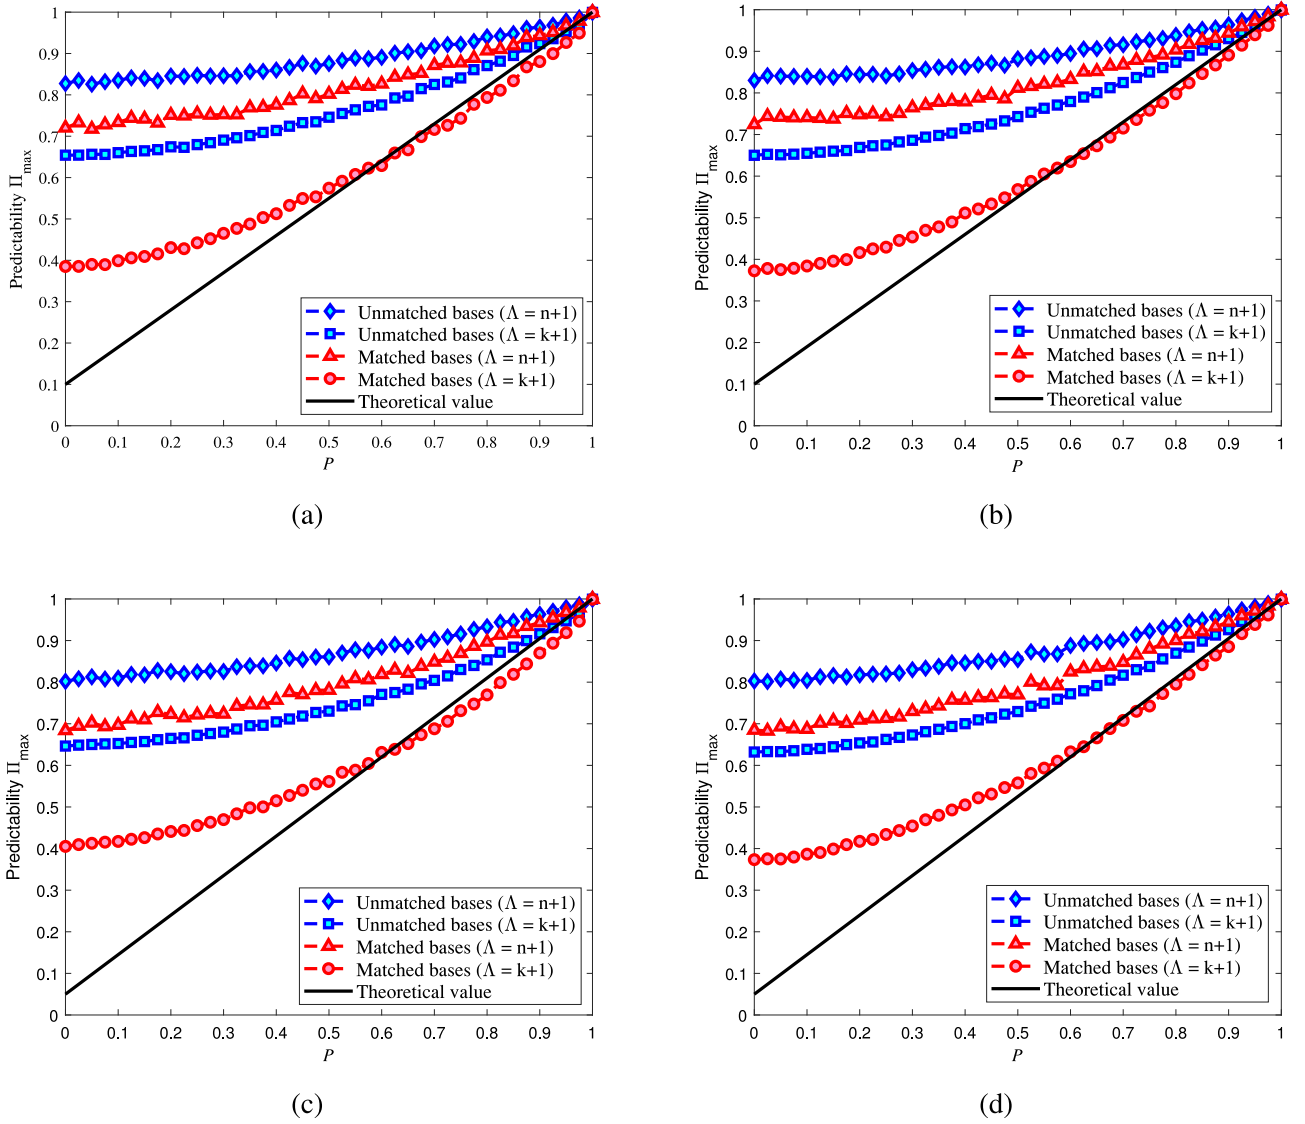 1
0.9
0.8
0.7
0.6
0.5
0.4
0.3
0.2
0.1
0
Predictability Π_max
0 0.1 0.2 0.3 0.4 0.5 0.6 0.7 0.8 0.9 1
P
Unmatched bases (Λ = n+1)
Unmatched bases (Λ = k+1)
Matched bases (Λ = n+1)
Matched bases (Λ = k+1)
Theoretical value
(a)
1
0.9
0.8
0.7
0.6
0.5
0.4
0.3
0.2
0.1
0
Predictability Π_max
0 0.1 0.2 0.3 0.4 0.5 0.6 0.7 0.8 0.9 1
P
Unmatched bases (Λ = n+1)
Unmatched bases (Λ = k+1)
Matched bases (Λ = n+1)
Matched bases (Λ = k+1)
Theoretical value
(b)
1
0.9
0.8
0.7
0.6
0.5
0.4
0.3
0.2
0.1
0
Predictability Π_max
0 0.1 0.2 0.3 0.4 0.5 0.6 0.7 0.8 0.9 1
P
Unmatched bases (Λ = n+1)
Unmatched bases (Λ = k+1)
Matched bases (Λ = n+1)
Matched bases (Λ = k+1)
Theoretical value
(c)
1
0.9
0.8
0.7
0.6
0.5
0.4
0.3
0.2
0.1
0
Predictability Π_max
0 0.1 0.2 0.3 0.4 0.5 0.6 0.7 0.8 0.9 1
P
Unmatched bases (Λ = n+1)
Unmatched bases (Λ = k+1)
Matched bases (Λ = n+1)
Matched bases (Λ = k+1)
Theoretical value
(d)